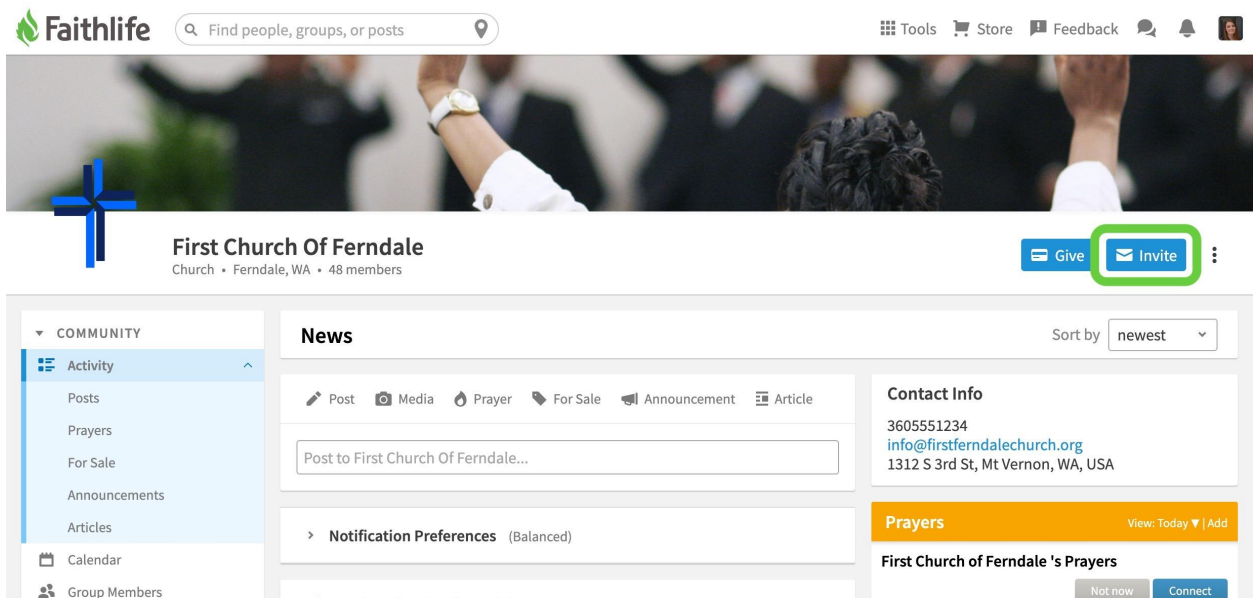 Faithlife
Find people, groups, or posts
Tools Store Feedback
First Church Of Ferndale
Church • Ferndale, WA • 48 members
Give Invite
COMMUNITY
Activity
Posts
Prayers
For Sale
Announcements
Articles
Calendar
Group Members
News
Sort by newest
Post Media Prayer For Sale Announcement Article
Post to First Church Of Ferndale...
Notification Preferences (Balanced)
Contact Info
3605551234
info@firstferndalechurch.org
1312 S 3rd St, Mt Vernon, WA, USA
Prayers View: Today ▼ | Add
First Church of Ferndale 's Prayers
Not now Connect